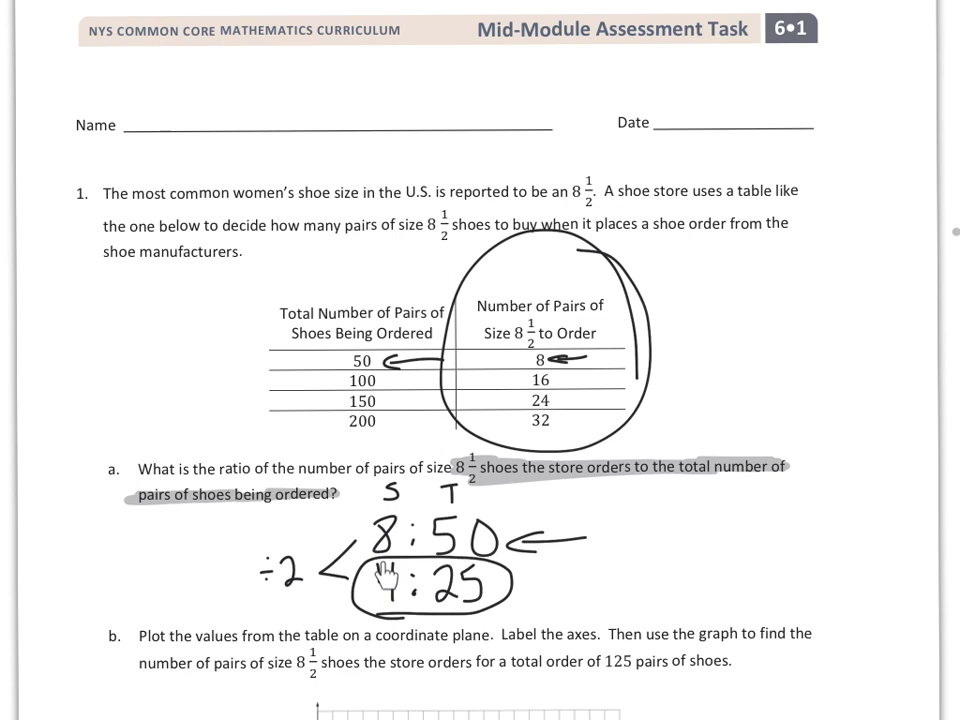 NYS COMMON CORE MATHEMATICS CURRICULUM Mid-Module Assessment Task 6•1
Name Date
1. The most common women's shoe size in the U.S. is reported to be an 8 1/2. A shoe store uses a table like
the one below to decide how many pairs of size 8 1/2 shoes to buy when it places a shoe order from the
shoe manufacturers.
Total Number of Pairs of Number of Pairs of
Shoes Being Ordered Size 8 1/2 to Order
50 8
100 16
150 24
200 32
a. What is the ratio of the number of pairs of size 8 1/2 shoes the store orders to the total number of
pairs of shoes being ordered? S T
8:50
÷2 4:25
b. Plot the values from the table on a coordinate plane. Label the axes. Then use the graph to find the
number of pairs of size 8 1/2 shoes the store orders for a total order of 125 pairs of shoes.